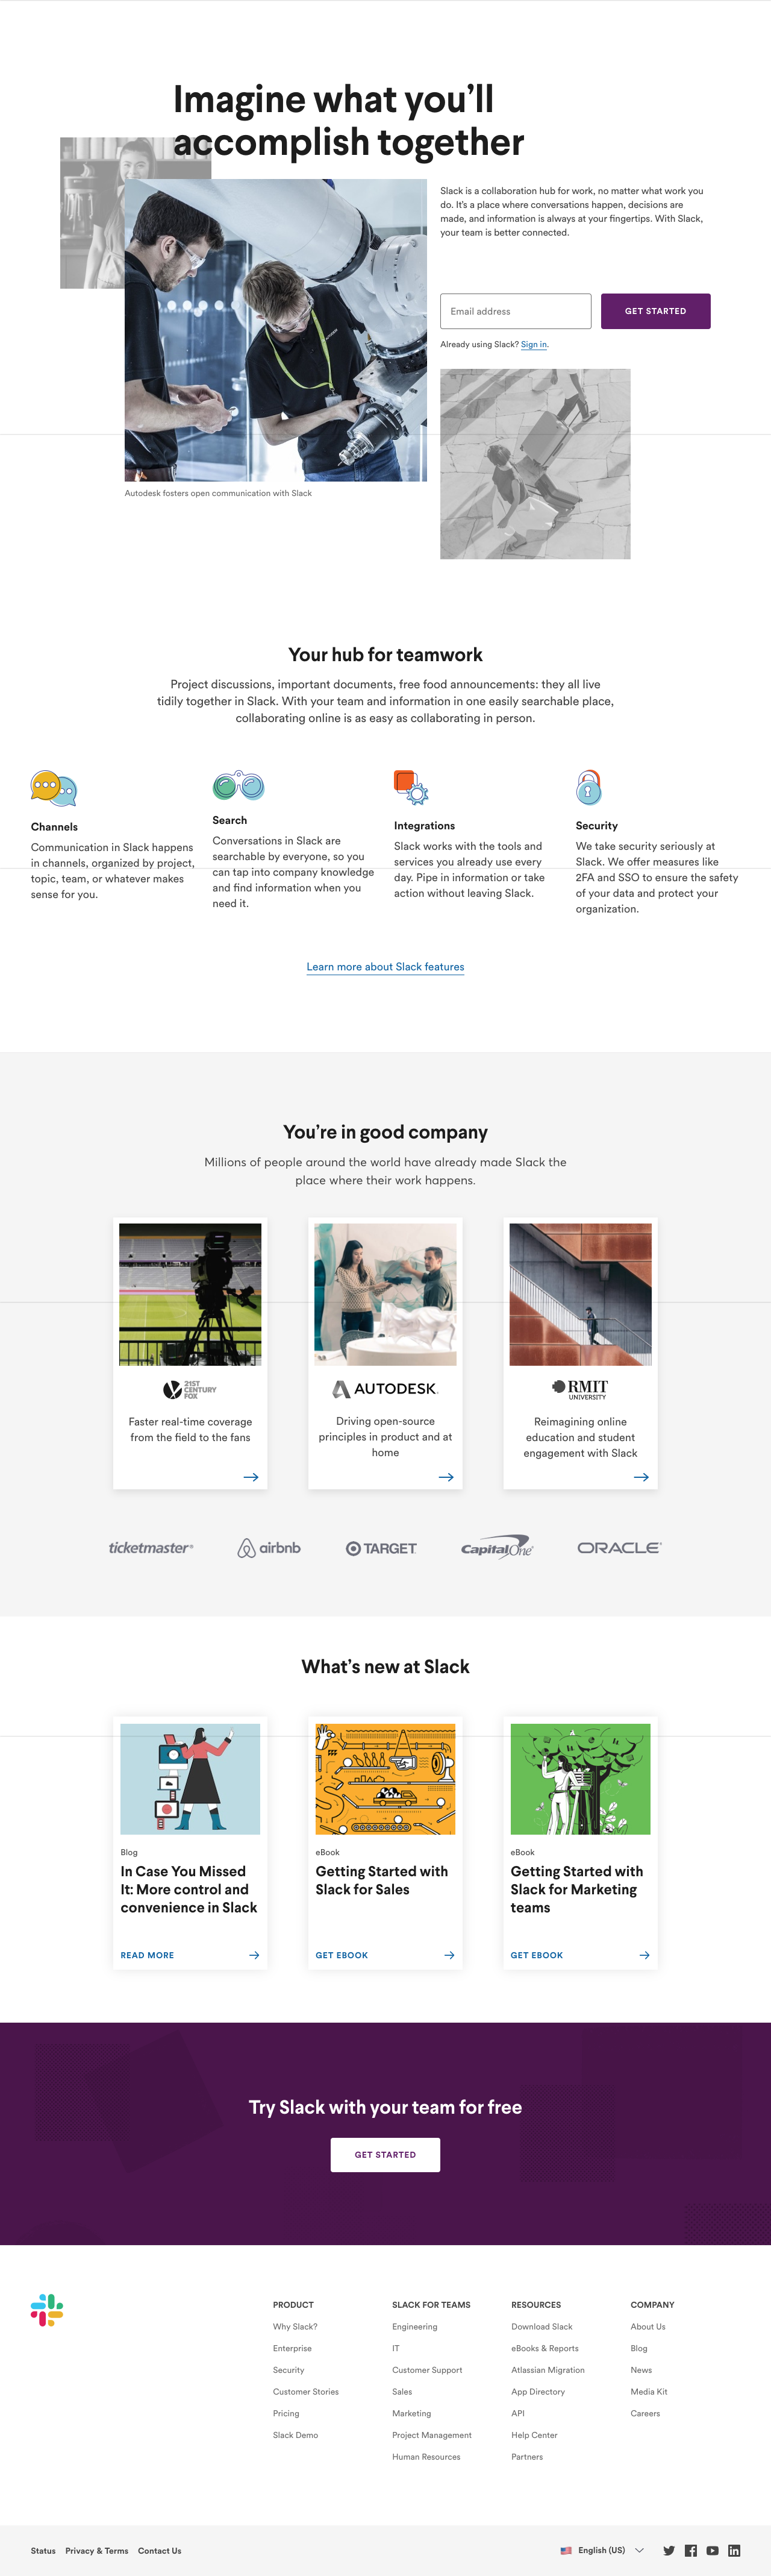 Imagine what you’ll
accomplish together
Slack is a collaboration hub for work, no matter what work you
do. It’s a place where conversations happen, decisions are
made, and information is always at your fingertips. With Slack,
your team is better connected.
Email address
GET STARTED
Already using Slack? Sign in.
Autodesk fosters open communication with Slack
Your hub for teamwork
Project discussions, important documents, free food announcements: they all live
tidily together in Slack. With your team and information in one easily searchable place,
collaborating online is as easy as collaborating in person.
Channels
Communication in Slack happens
in channels, organized by project,
topic, team, or whatever makes
sense for you.
Search
Conversations in Slack are
searchable by everyone, so you
can tap into company knowledge
and find information when you
need it.
Integrations
Slack works with the tools and
services you already use every
day. Pipe in information or take
action without leaving Slack.
Security
We take security seriously at
Slack. We offer measures like
2FA and SSO to ensure the safety
of your data and protect your
organization.
Learn more about Slack features
You’re in good company
Millions of people around the world have already made Slack the
place where their work happens.
21ST
CENTURY
FOX
Faster real-time coverage
from the field to the fans
AUTODESK.
Driving open-source
principles in product and at
home
RMIT
UNIVERSITY
Reimagining online
education and student
engagement with Slack
ticketmaster®
airbnb
TARGET
Capital One®
ORACLE®
What’s new at Slack
Blog
In Case You Missed
It: More control and
convenience in Slack
READ MORE
eBook
Getting Started with
Slack for Sales
GET EBOOK
eBook
Getting Started with
Slack for Marketing
teams
GET EBOOK
Try Slack with your team for free
GET STARTED
PRODUCT
Why Slack?
Enterprise
Security
Customer Stories
Pricing
Slack Demo
SLACK FOR TEAMS
Engineering
IT
Customer Support
Sales
Marketing
Project Management
Human Resources
RESOURCES
Download Slack
eBooks & Reports
Atlassian Migration
App Directory
API
Help Center
Partners
COMPANY
About Us
Blog
News
Media Kit
Careers
Status Privacy & Terms Contact Us
English (US)